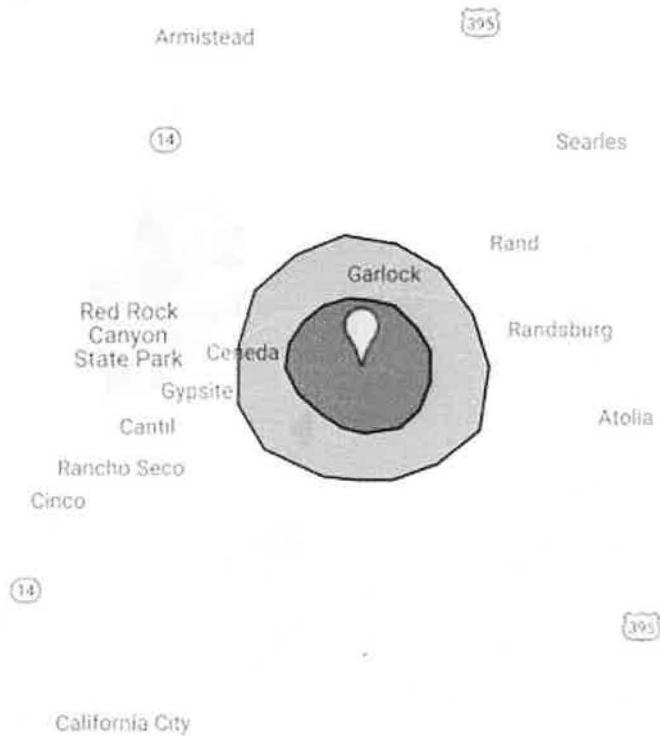 395
Armistead
14
Searles
Rand
Garlock
Red Rock
Canyon
State Park
Randsburg
Ceneda
Gypsite
Cantil
Atolia
Rancho Seco
Cinco
14
395
California City